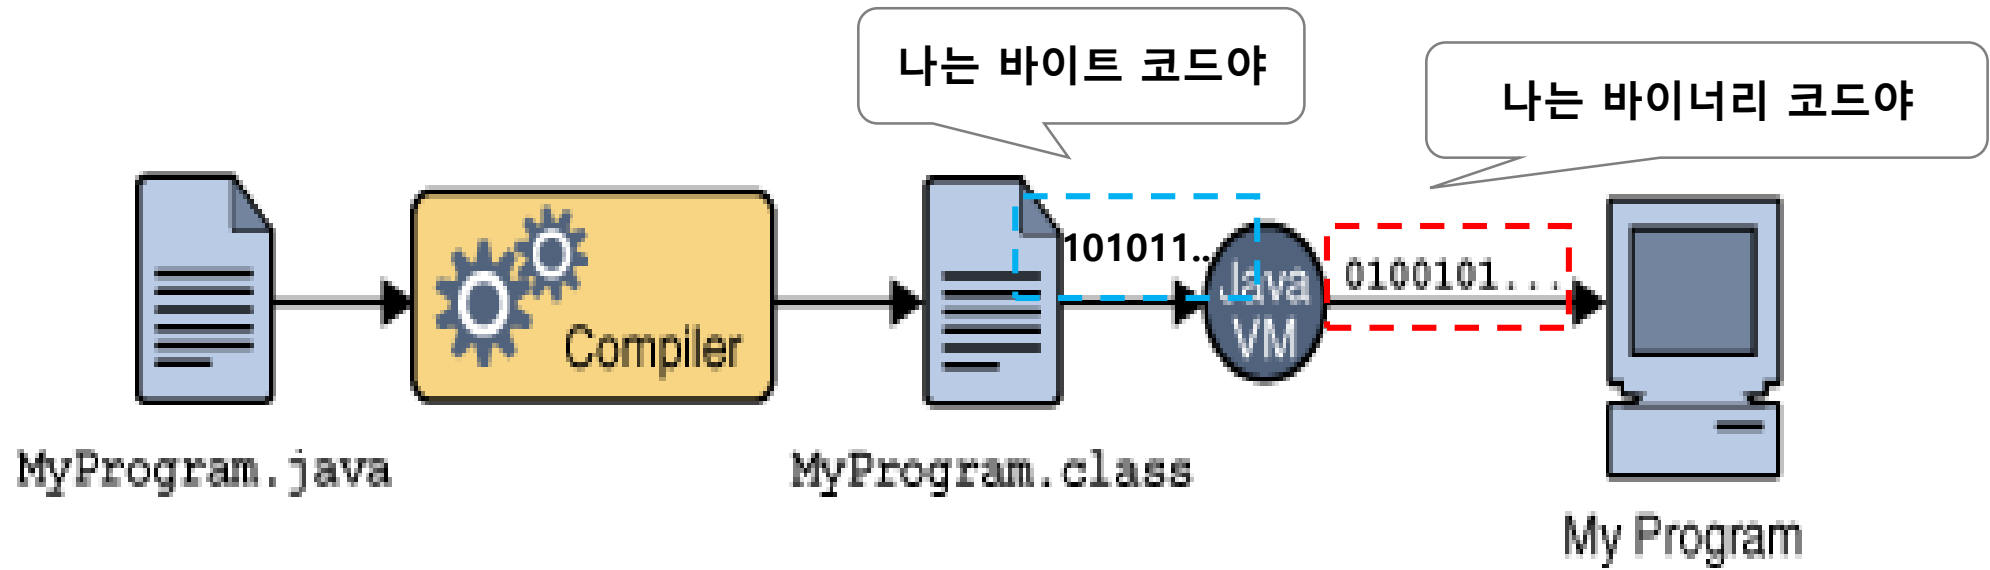 나는 바이트 코드야
나는 바이너리 코드야
101011..
0100101...
Java
VM
Compiler
MyProgram.java
MyProgram.class
My Program